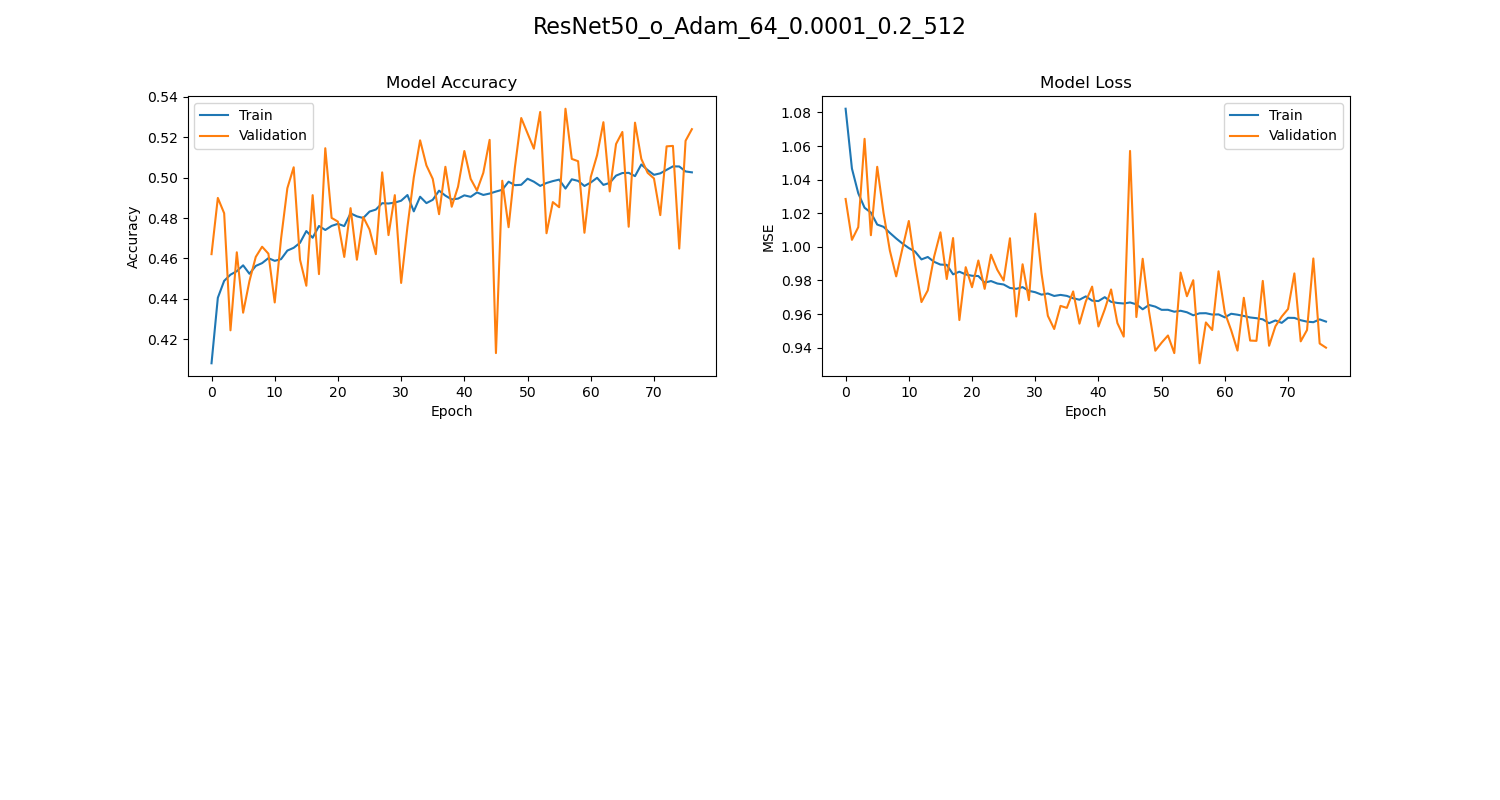 ResNet50_o_Adam_64_0.0001_0.2_512
Model Accuracy
Train
Validation
0.54
0.52
0.50
0.48
0.46
0.44
0.42
Accuracy
0 10 20 30 40 50 60 70
Epoch
Model Loss
Train
Validation
1.08
1.06
1.04
1.02
1.00
0.98
0.96
0.94
MSE
0 10 20 30 40 50 60 70
Epoch